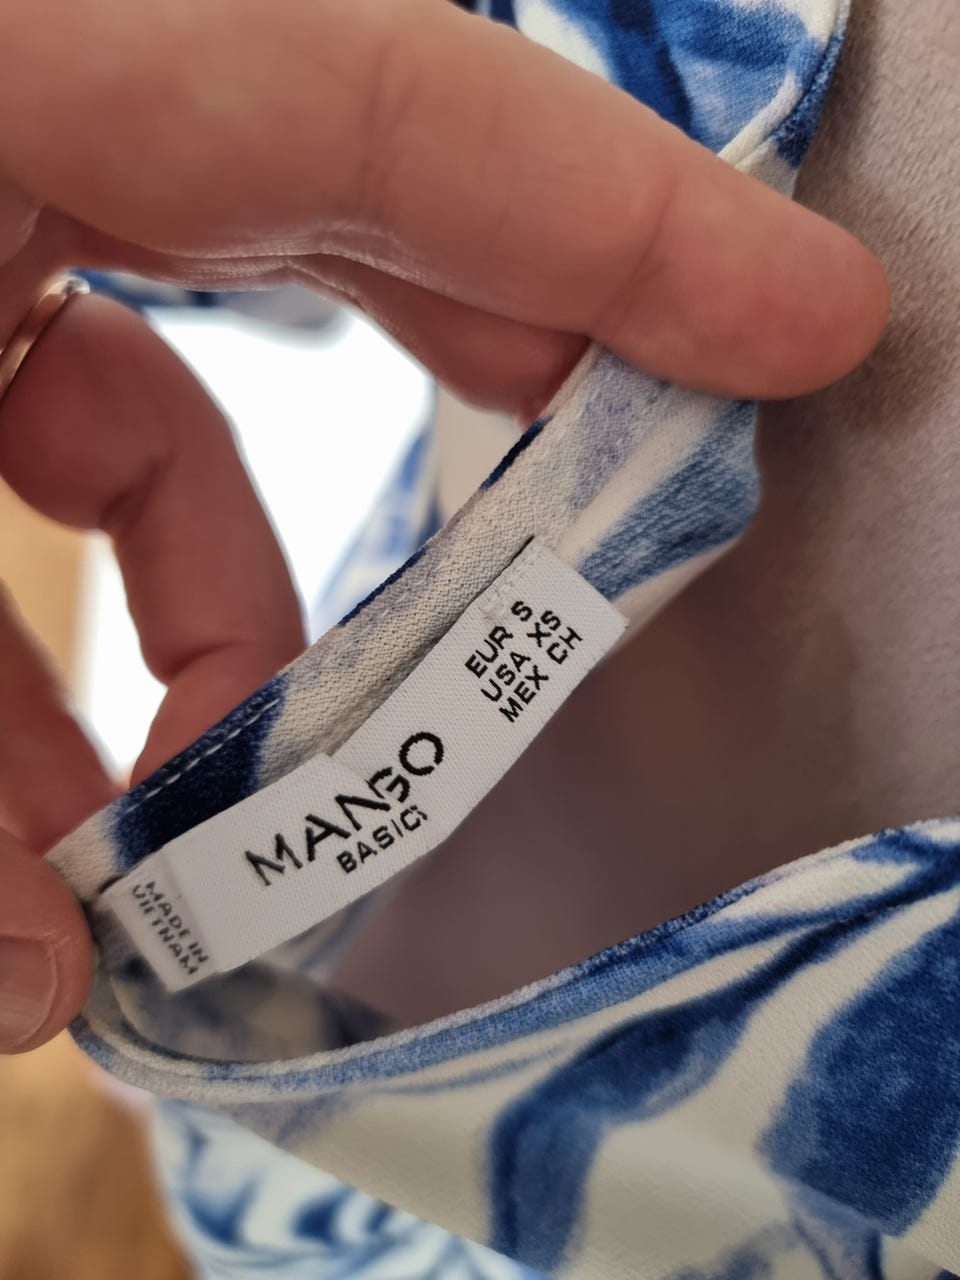 EUR S
USA XS
MEX CH
MANGO
BASICS
MADE IN
VIETNAM